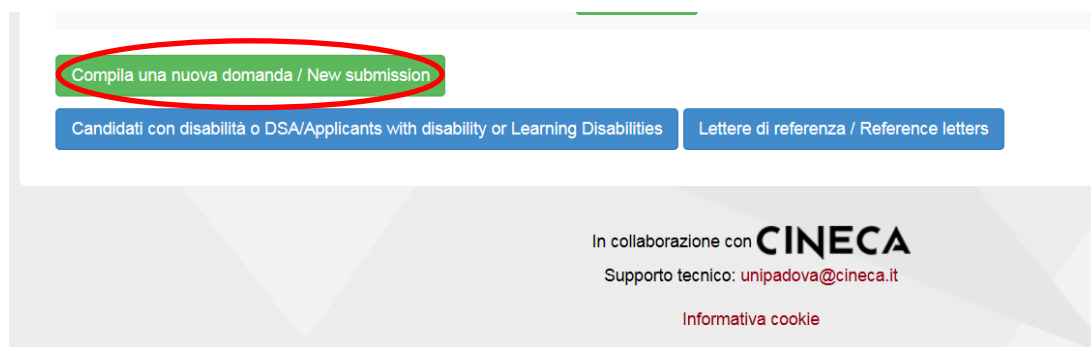 Compila una nuova domanda / New submission
Candidati con disabilità o DSA/Applicants with disability or Learning Disabilities
Lettere di referenza / Reference letters
In collaborazione con CINECA
Supporto tecnico: unipadova@cineca.it
Informativa cookie